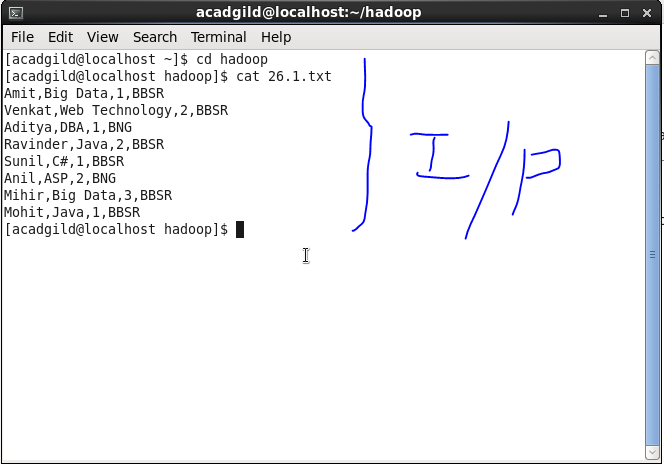 acadgild@localhost:~/hadoop
File Edit View Search Terminal Help
[acadgild@localhost ~]$ cd hadoop
[acadgild@localhost hadoop]$ cat 26.1.txt
Amit,Big Data,1,BBSR
Venkat,Web Technology,2,BBSR
Aditya,DBA,1,BNG
Ravinder,Java,2,BBSR
Sunil,C#,1,BBSR
Anil,ASP,2,BNG
Mihir,Big Data,3,BBSR
Mohit,Java,1,BBSR
[acadgild@localhost hadoop]$
I/P